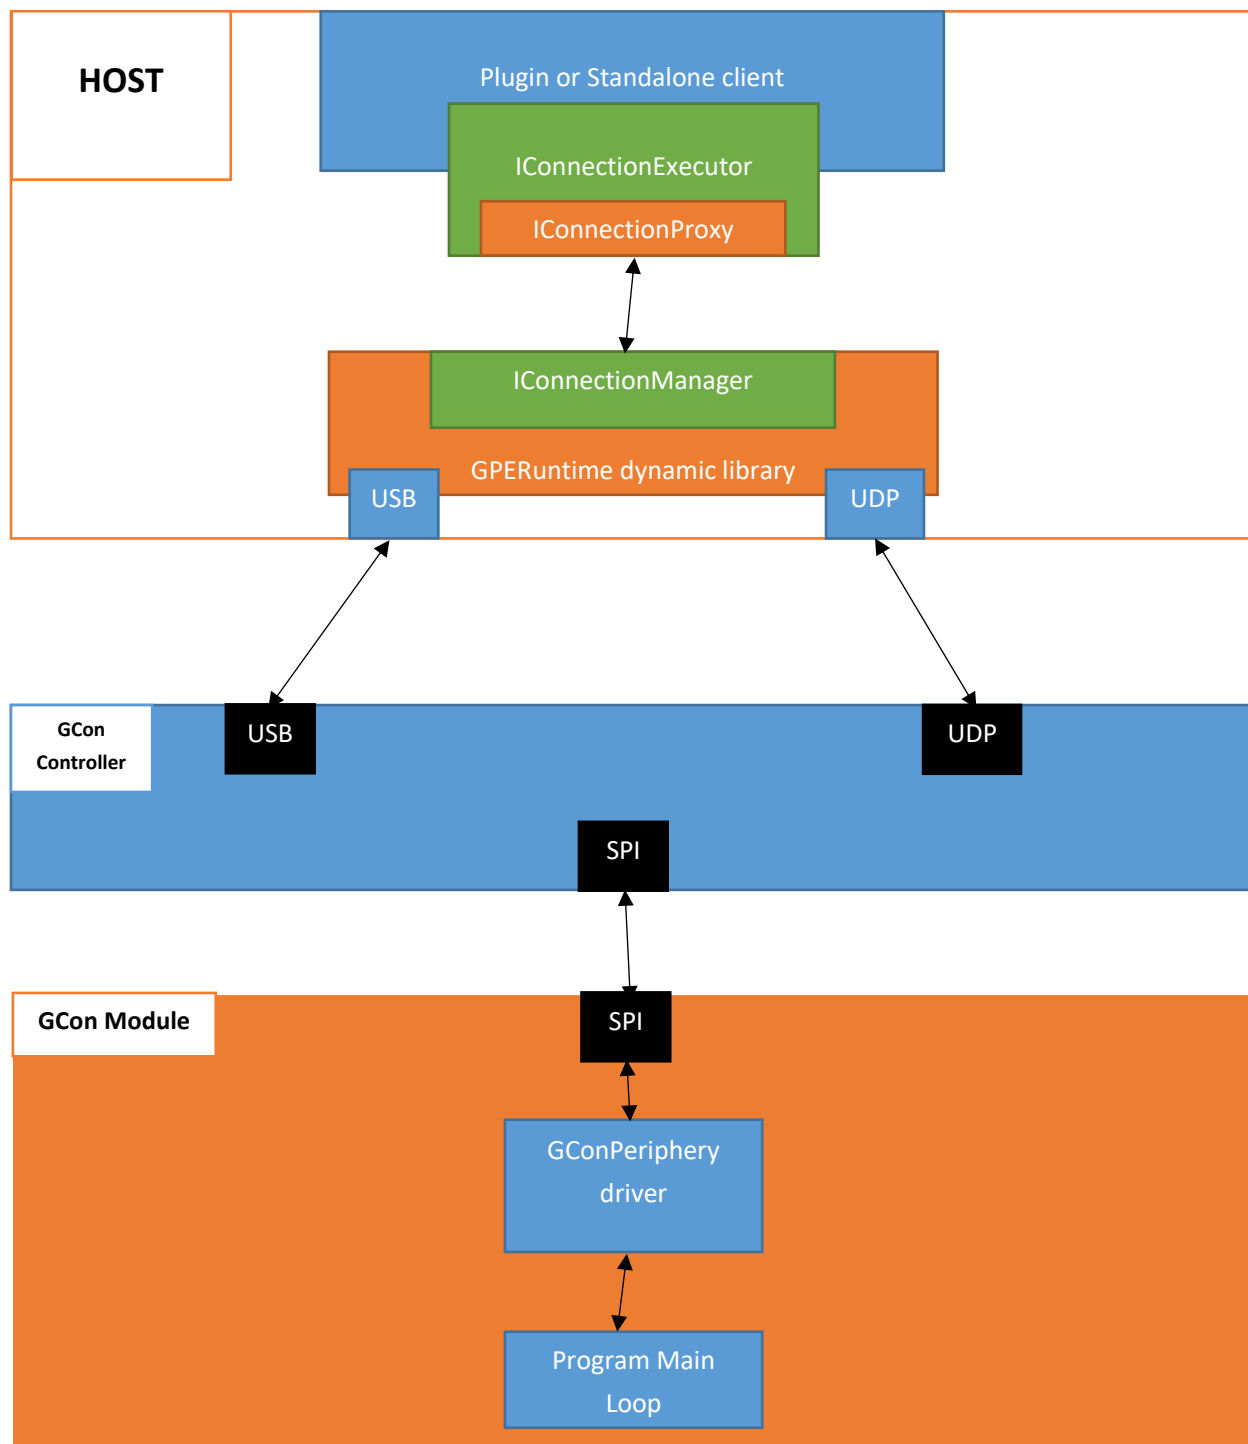 HOST
Plugin or Standalone client
IConnectionExecutor
IConnectionProxy
IConnectionManager
GPERuntime dynamic library
USB
UDP
GCon
Controller
USB
UDP
SPI
GCon Module
SPI
GConPeriphery
driver
Program Main
Loop